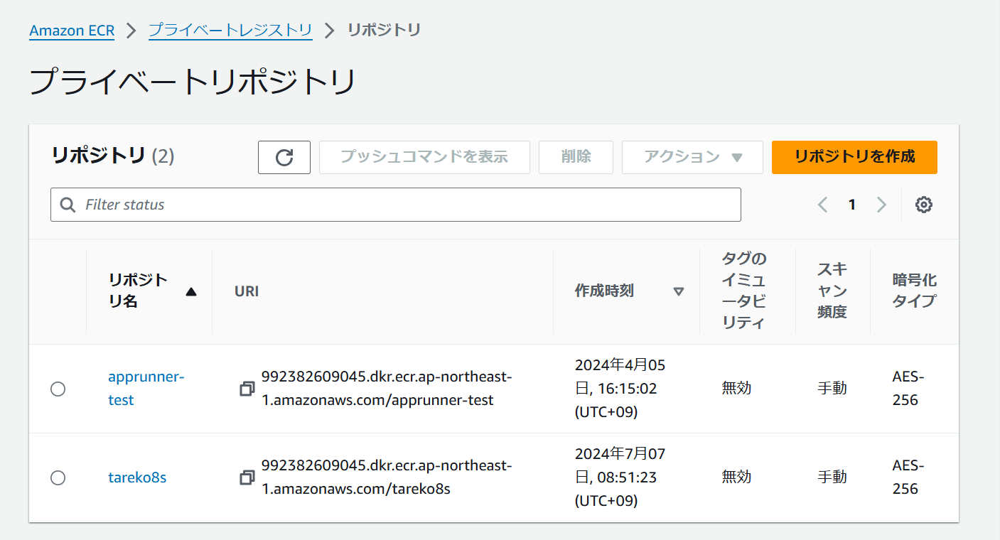 Amazon ECR > プライベートレジストリ > リポジトリ
プライベートリポジトリ
リポジトリ (2)
プッシュコマンドを表示
削除
アクション
リポジトリを作成
Filter status
1
リポジト
リ名
URI
作成時刻
タグの
イミュ
ータビ
リティ
スキ
ャン
頻度
暗号化
タイプ
apprunner-
test
992382609045.dkr.ecr.ap-northeast-
1.amazonaws.com/apprunner-test
2024年4月05
日, 16:15:02
(UTC+09)
無効
手動
AES-
256
tareko8s
992382609045.dkr.ecr.ap-northeast-
1.amazonaws.com/tareko8s
2024年7月07
日, 08:51:23
(UTC+09)
無効
手動
AES-
256